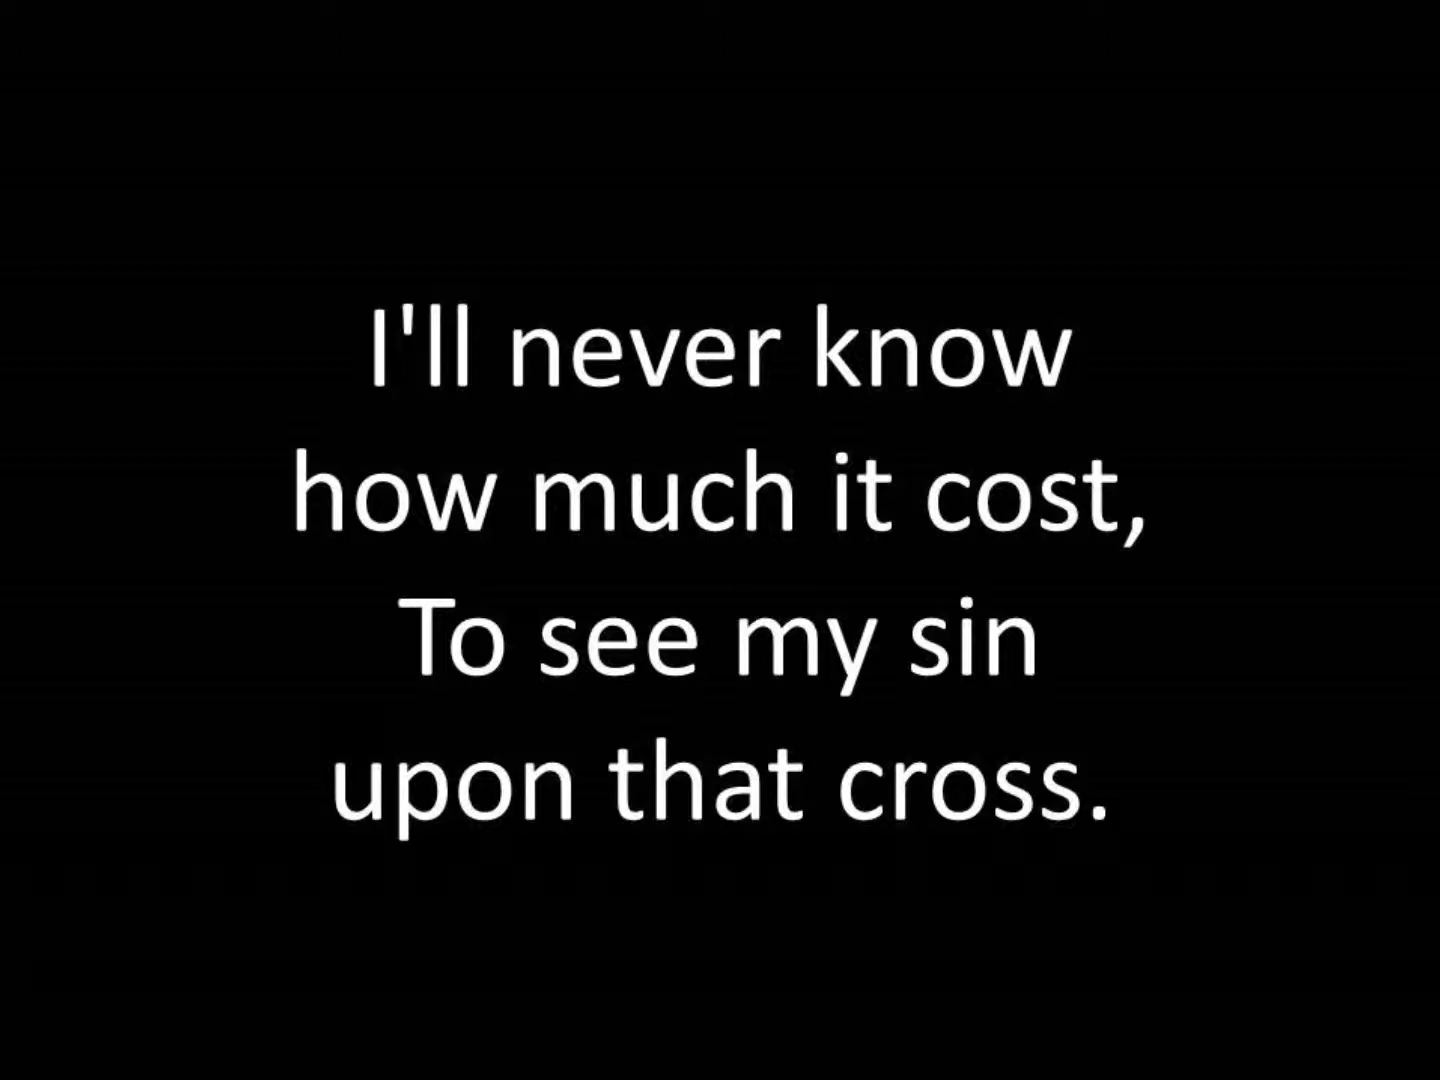 I'll never know
how much it cost,
To see my sin
upon that cross.